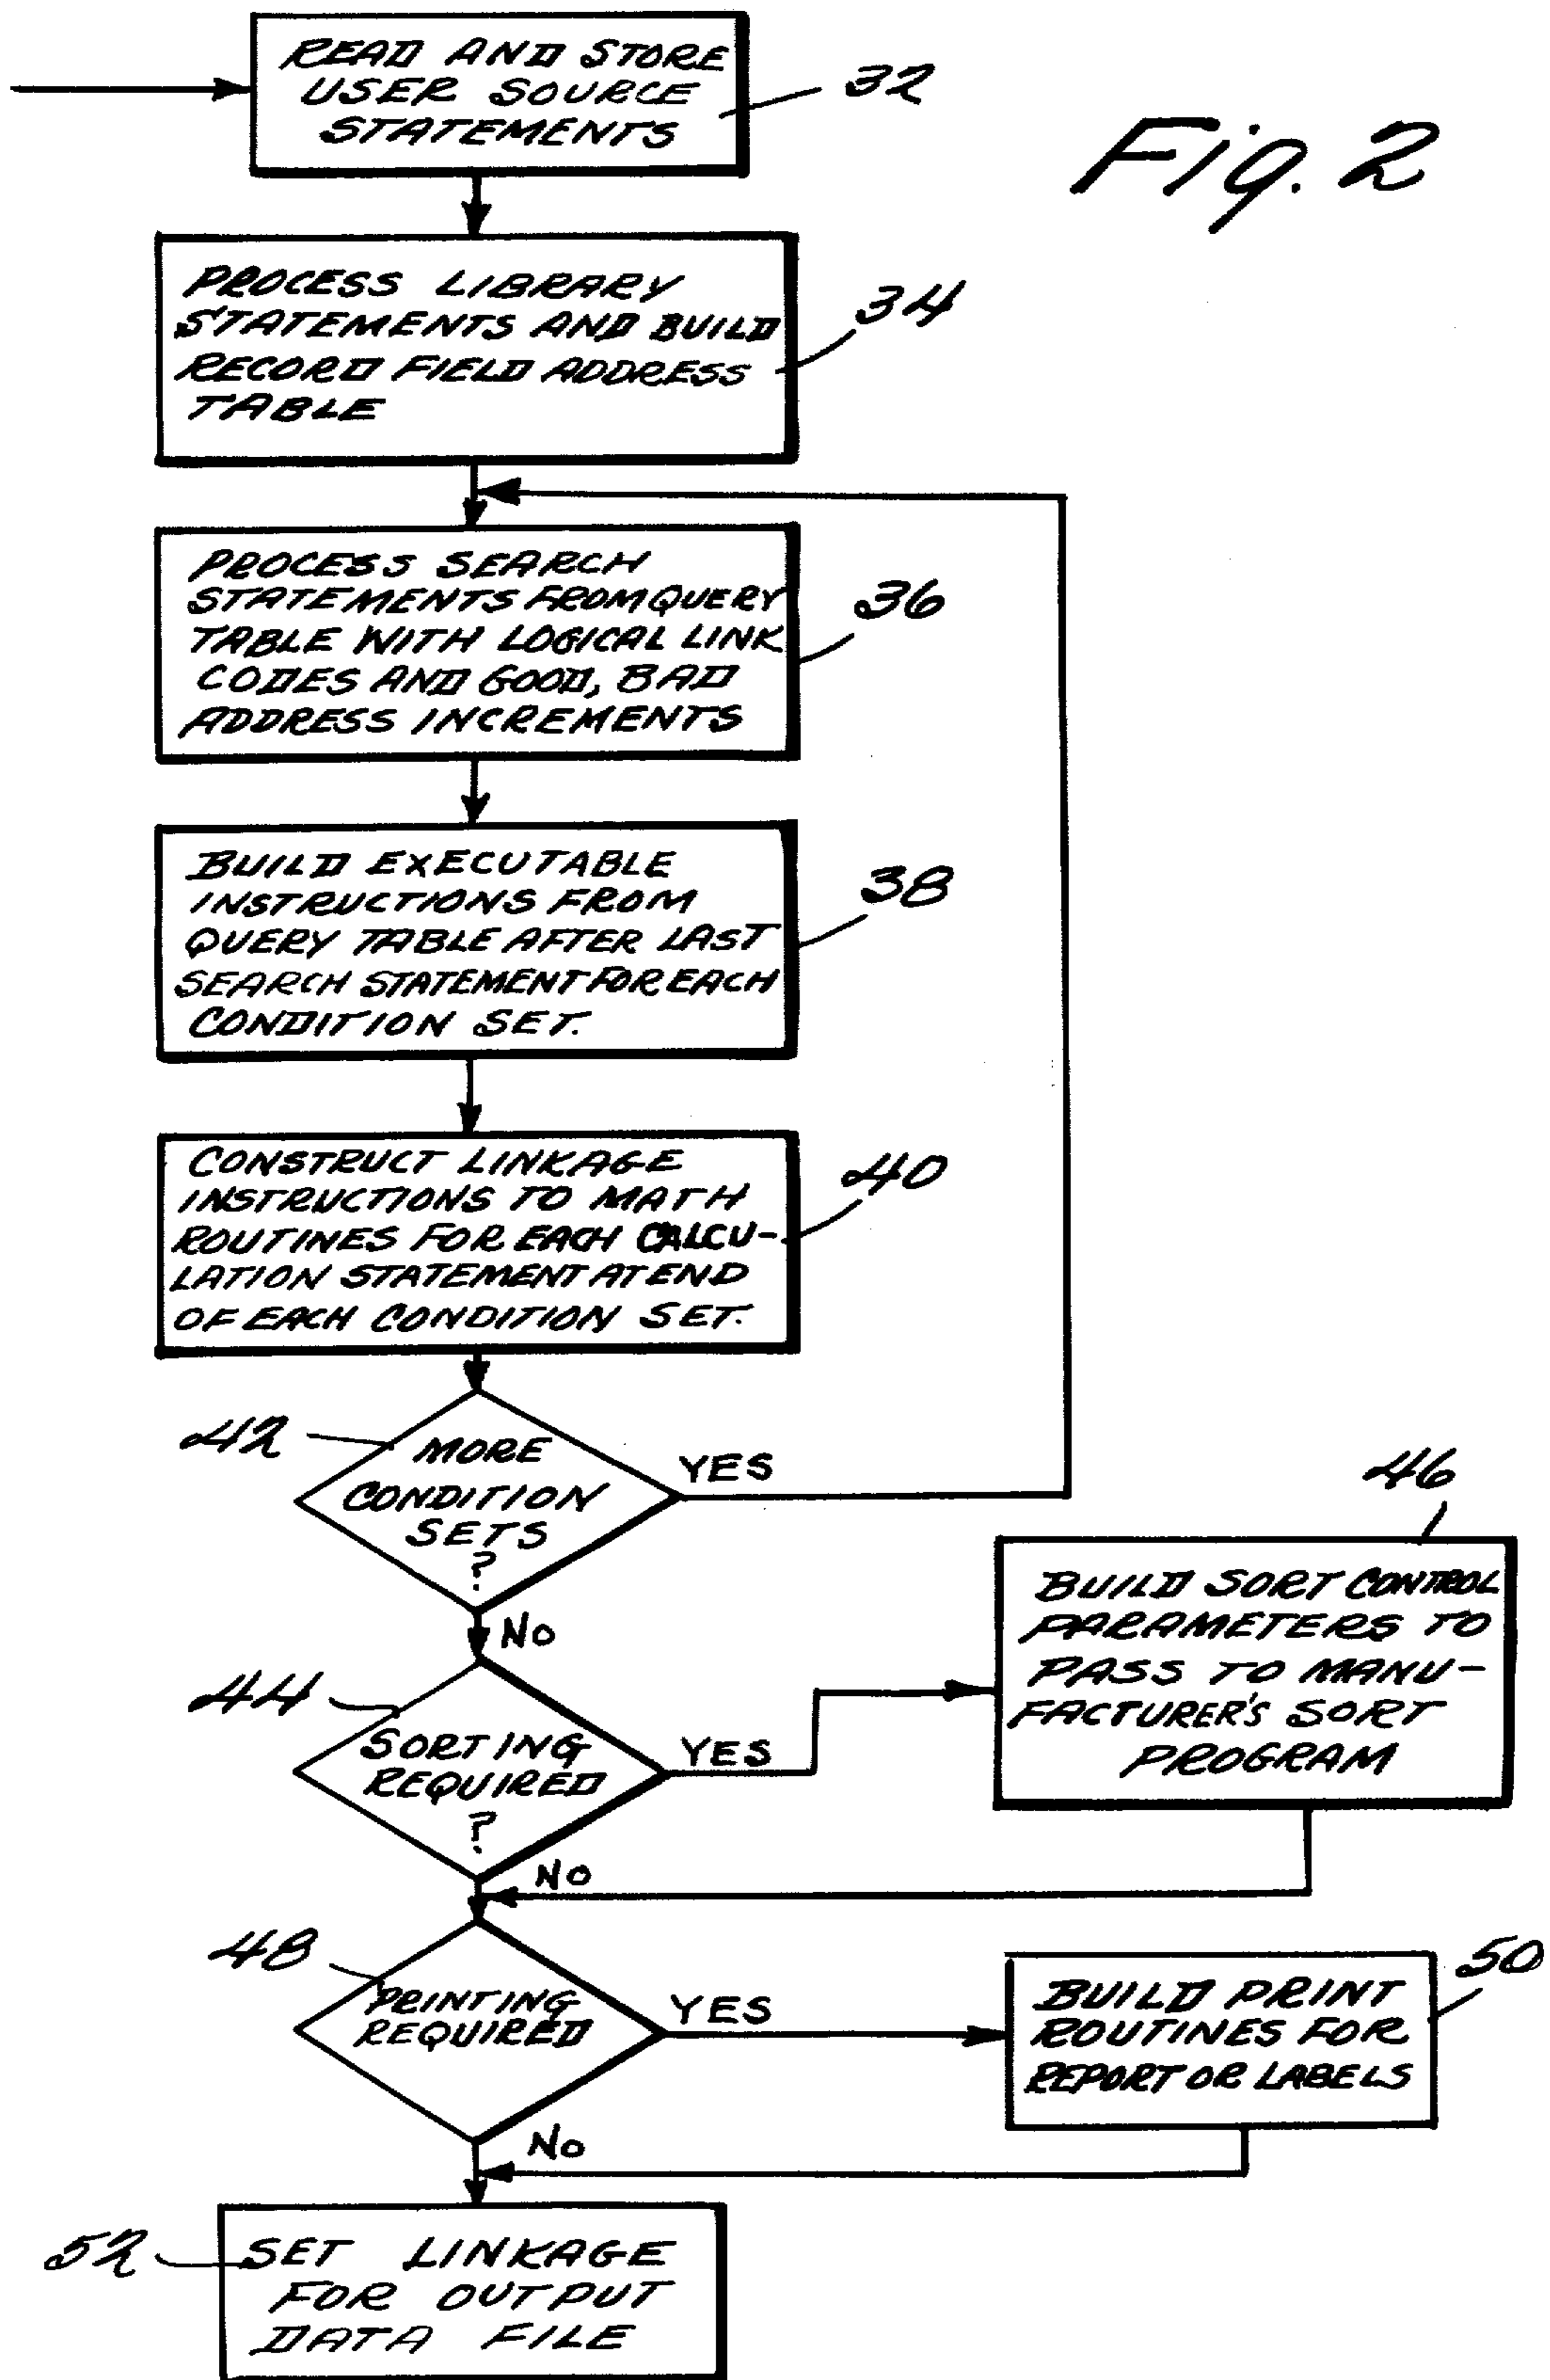 READ AND STORE
USER SOURCE
STATEMENTS
32
Fig. 2
PROCESS LIBRARY
STATEMENTS AND BUILD
RECORD FIELD ADDRESS
TABLE
34
PROCESS SEARCH
STATEMENTS FROM QUERY
TABLE WITH LOGICAL LINK
CODES AND GOOD, BAD
ADDRESS INCREMENTS
36
BUILD EXECUTABLE
INSTRUCTIONS FROM
QUERY TABLE AFTER LAST
SEARCH STATEMENT FOR EACH
CONDITION SET.
38
CONSTRUCT LINKAGE
INSTRUCTIONS TO MATH
ROUTINES FOR EACH CALCU-
LATION STATEMENT AT END
OF EACH CONDITION SET.
40
42
MORE
CONDITION
SETS
?
YES
NO
44
SORTING
REQUIRED
?
YES
NO
46
BUILD SORT CONTROL
PARAMETERS TO
PASS TO MANU-
FACTURER'S SORT
PROGRAM
48
PRINTING
REQUIRED
YES
NO
50
BUILD PRINT
ROUTINES FOR
REPORT OR LABELS
52
SET LINKAGE
FOR OUTPUT
DATA FILE